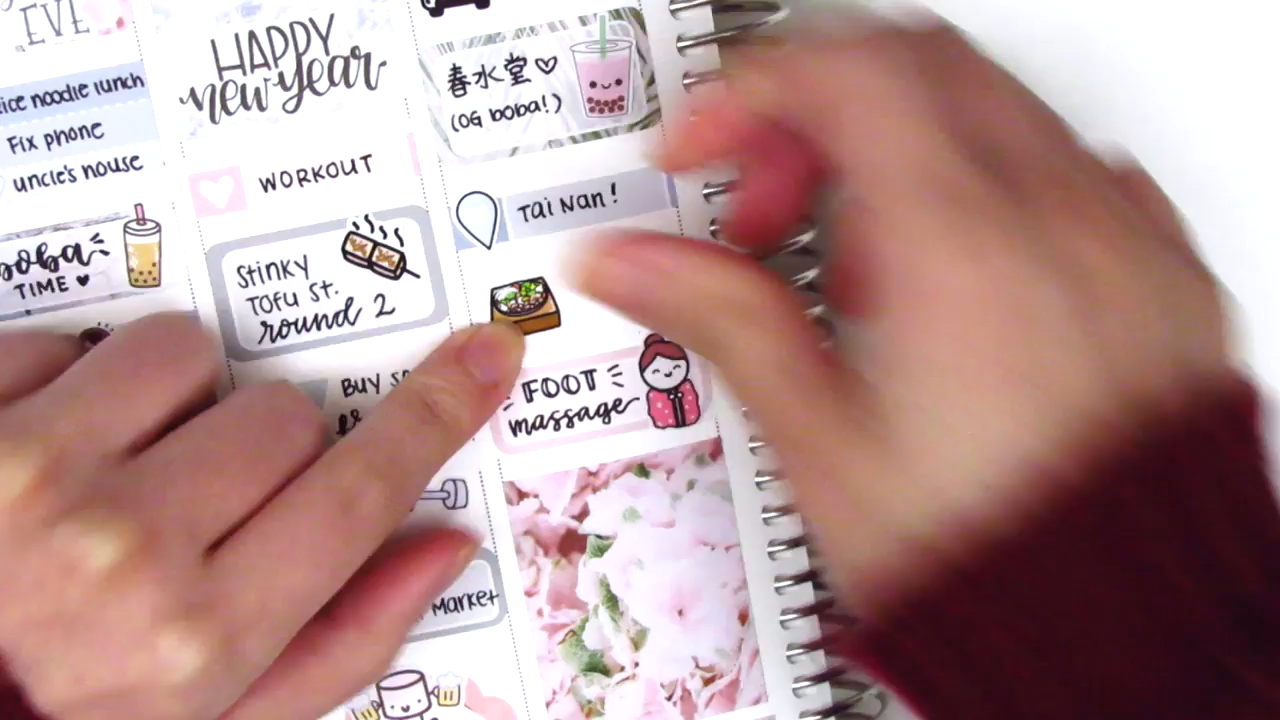 EVE
ice noodle lunch
Fix phone
uncle's house
boba
TIME
HAPPY
new year
WORKOUT
Stinky
TOFU St.
round 2
BUY
Market
春水堂
(OG boba!)
Tai Nan!
FOOT
massage